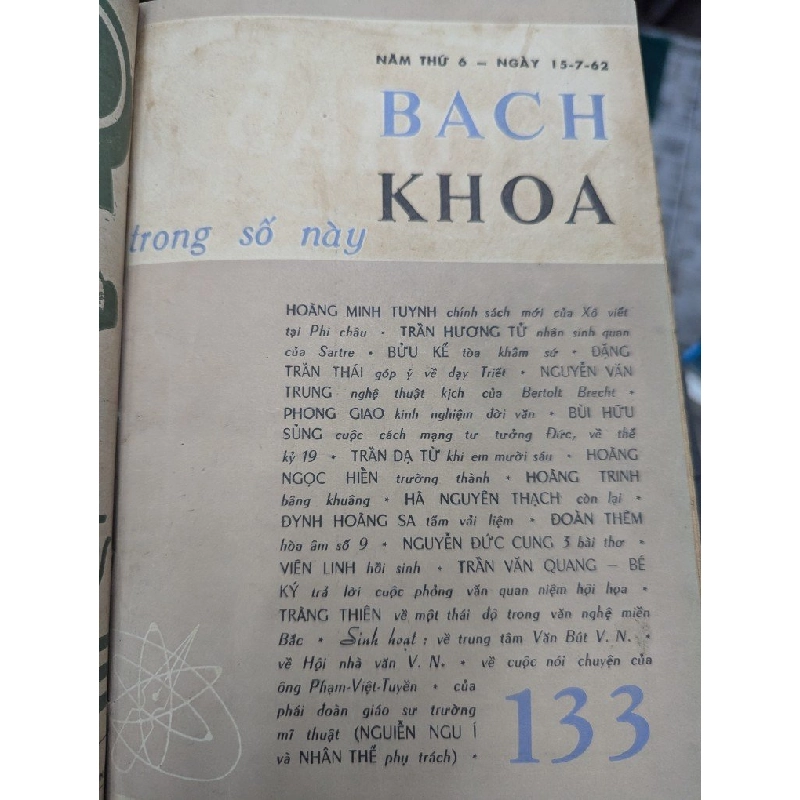 NĂM THỨ 6 – NGÀY 15-7-62
BACH
KHOA
trong số này
HOÀNG MINH TUYNH chính sách mới của Xô viết
tại Phi châu • TRẦN HƯƠNG TỬ nhân sinh quan
của Sartre • BỬU KẾ tòa khâm sứ • ĐẶNG
TRẦN THÁI góp ý về dạy Triết • NGUYỄN VĂN
TRUNG nghệ thuật kịch của Bertolt Brecht •
PHONG GIAO kinh nghiệm đời văn • BÙI HỮU
SỦNG cuộc cách mạng tư tưởng Đức, về thế
kỷ 19 • TRẦN DẠ TỪ khi em mười sáu • HOÀNG
NGỌC HIỂN trường thành • HOÀNG TRINH
bâng khuâng • HÀ NGUYÊN THẠCH còn lại •
ĐYNH HOÀNG SA tấm vải liệm • ĐOÀN THÊM
hòa âm số 9 • NGUYỄN ĐỨC CUNG 3 bài thơ •
VIÊN LINH hồi sinh • TRẦN VĂN QUANG – BÉ
KÝ trả lời cuộc phỏng vấn quan niệm hội họa •
TRÀNG THIÊN về một thái độ trong văn nghệ miền
Bắc • Sinh hoạt : về trung tâm Văn Bút V. N. •
về Hội nhà văn V. N. • về cuộc nói chuyện của
ông Phạm-Việt-Tuyền • của
phái đoàn giáo sư trường
mĩ thuật (NGUIỄN NGU Í
và NHÂN THẾ phụ trách) •
133